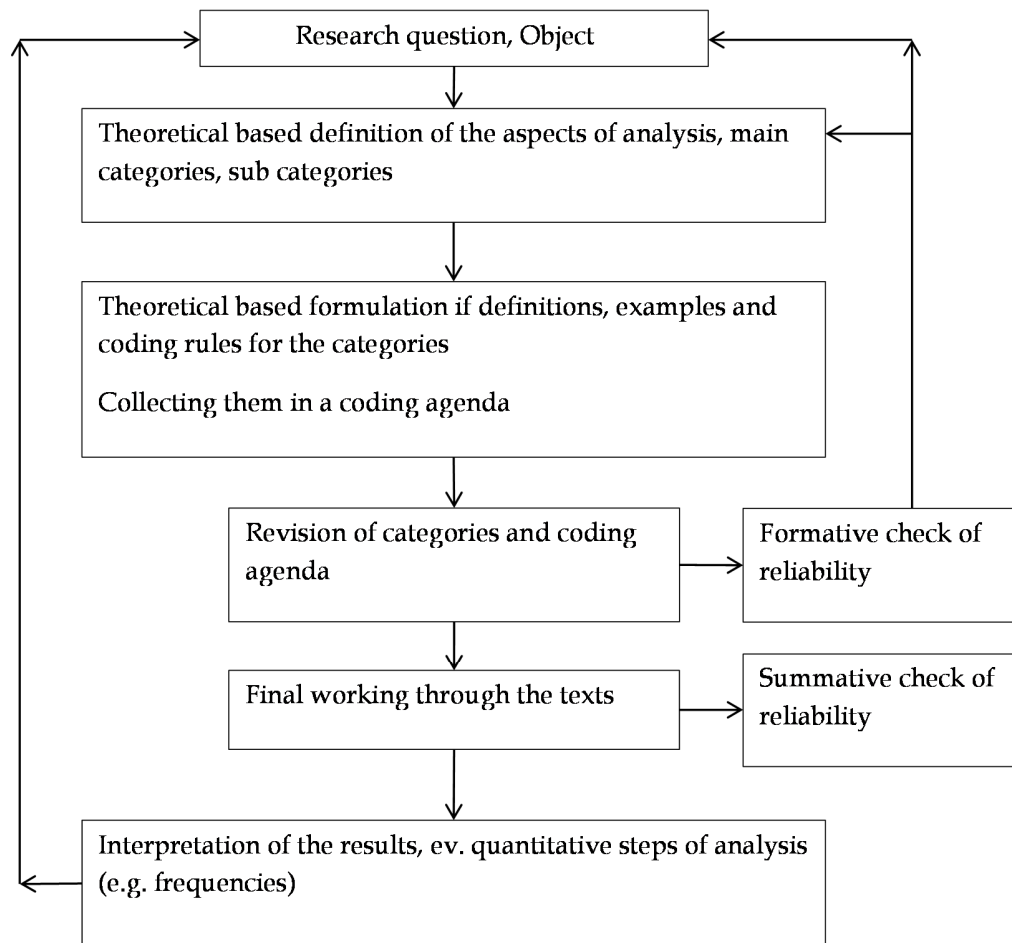 Research question, Object
Theoretical based definition of the aspects of analysis, main
categories, sub categories
Theoretical based formulation if definitions, examples and
coding rules for the categories
Collecting them in a coding agenda
Revision of categories and coding
agenda
Formative check of
reliability
Final working through the texts
Summative check of
reliability
Interpretation of the results, ev. quantitative steps of analysis
(e.g. frequencies)